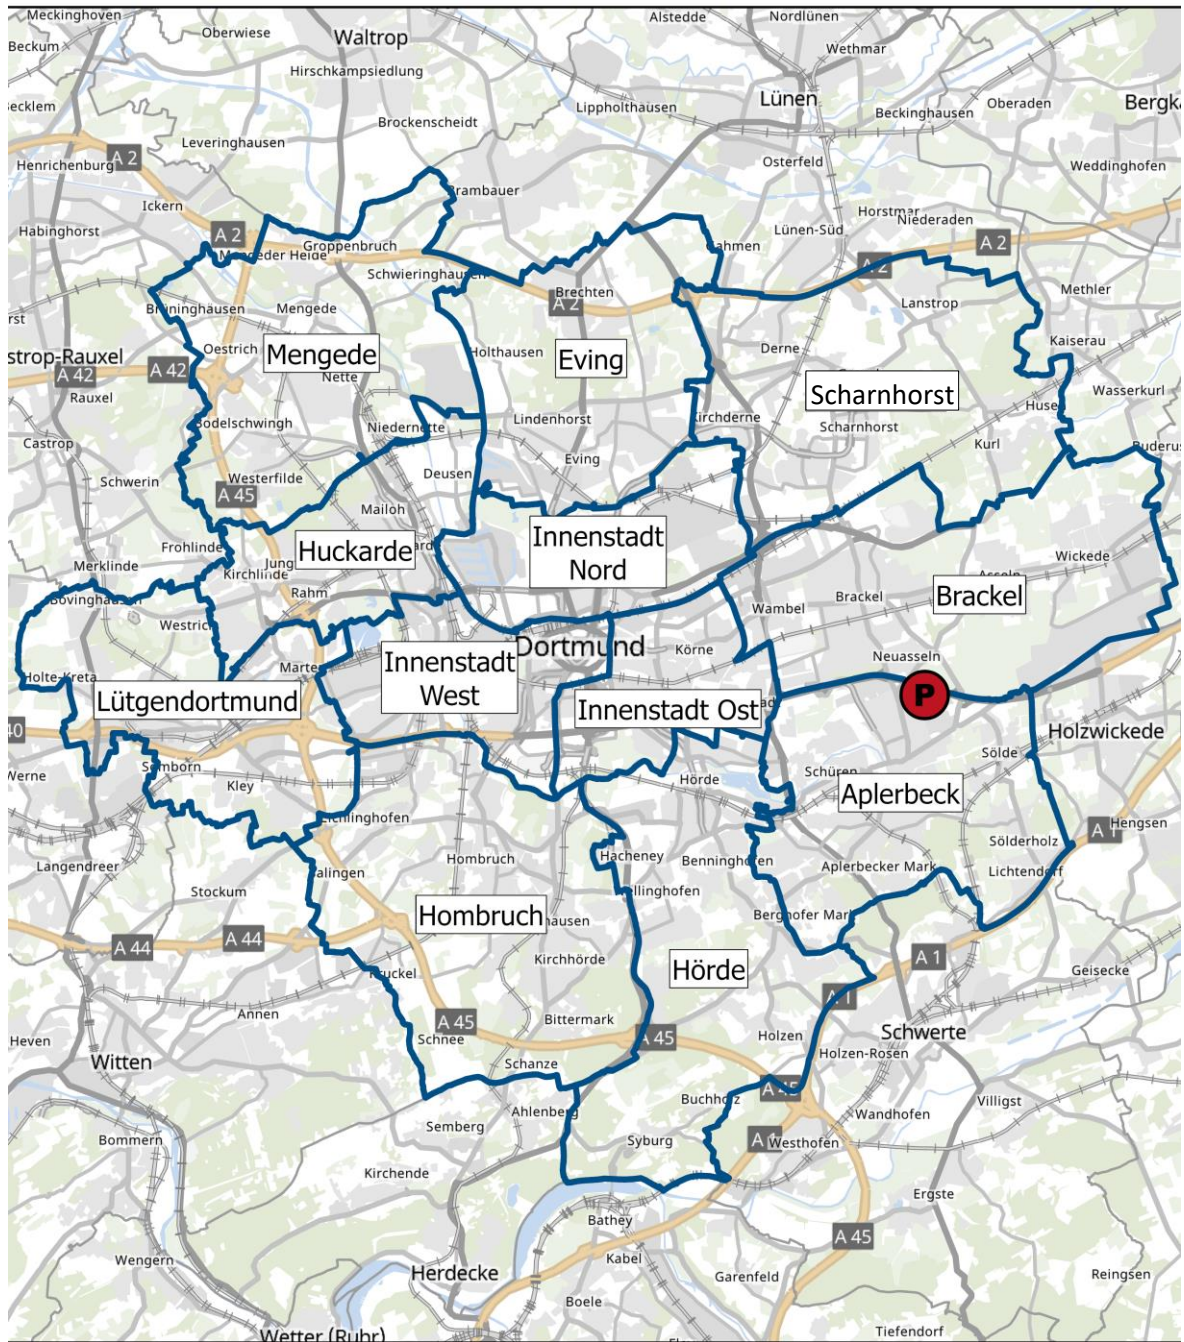 Meckinghoven
Oberwiese
Waltrop
Alstedde
Nordlünen
Beckum
Wethmar
Hirschkampsiedlung
Lippholthausen
Lünen
Oberaden
Beckinghausen
Brockenscheidt
Leveringhausen
A 2
Henrichenburg
Osterfeld
Weddinghofen
Ickern
Habinghorst
A 2
Groppenbruch
Lünen-Süd
Horstmar
Niederaden
A 2
A 2
Schwieringhausen
Brechten
A 2
Lanstrop
Methler
Mengede
Oestrich
Mengede
Holthausen
Eving
Derne
Kaiserau
A 42
A 42
Rauxel
Nette
Scharnhorst
Wasserkurl
Castrop
Bodelschwingh
Niedernette
Lindenhorst
Kirchderne
Scharnhorst
Kurl
Schwerin
Westerfilde
Deusen
Eving
A 45
Mailoh
Frohlinde
Huckarde
Innenstadt
Nord
Merklinde
Kirchlinde
Rahm
Wickede
Brackel
Brackel
Wambel
Westrich
Dortmund
Körne
Neuasseln
Innenstadt
West
P
Holte-Kreta
Lütgendortmund
Innenstadt Ost
Holzwickede
Werne
Kley
Hörde
Schüren
Sölde
Aplerbeck
Langendreer
Hombruch
Hacheney
Benninghofen
Aplerbecker Mark
Sölderholz
A 1
Hengsen
Lichtendorf
Stockum
Hombruch
A 44
A 44
Kirchhörde
Hörde
A 1
Geisecke
Annen
A 45
Bittermark
A 45
A 1
Holzen
Schwerte
Heven
Witten
Schnee
Schanze
Holzen-Rosen
Ahlenberg
Buchholz
A 45
Villigst
Bommern
Semberg
Syburg
Wandhofen
Westhofen
Kirchende
Ergste
Bathey
A 45
Wengern
Kabel
Herdecke
Garenfeld
Reingsen
Boele
Wetter (Ruhr)
Tiefendorf